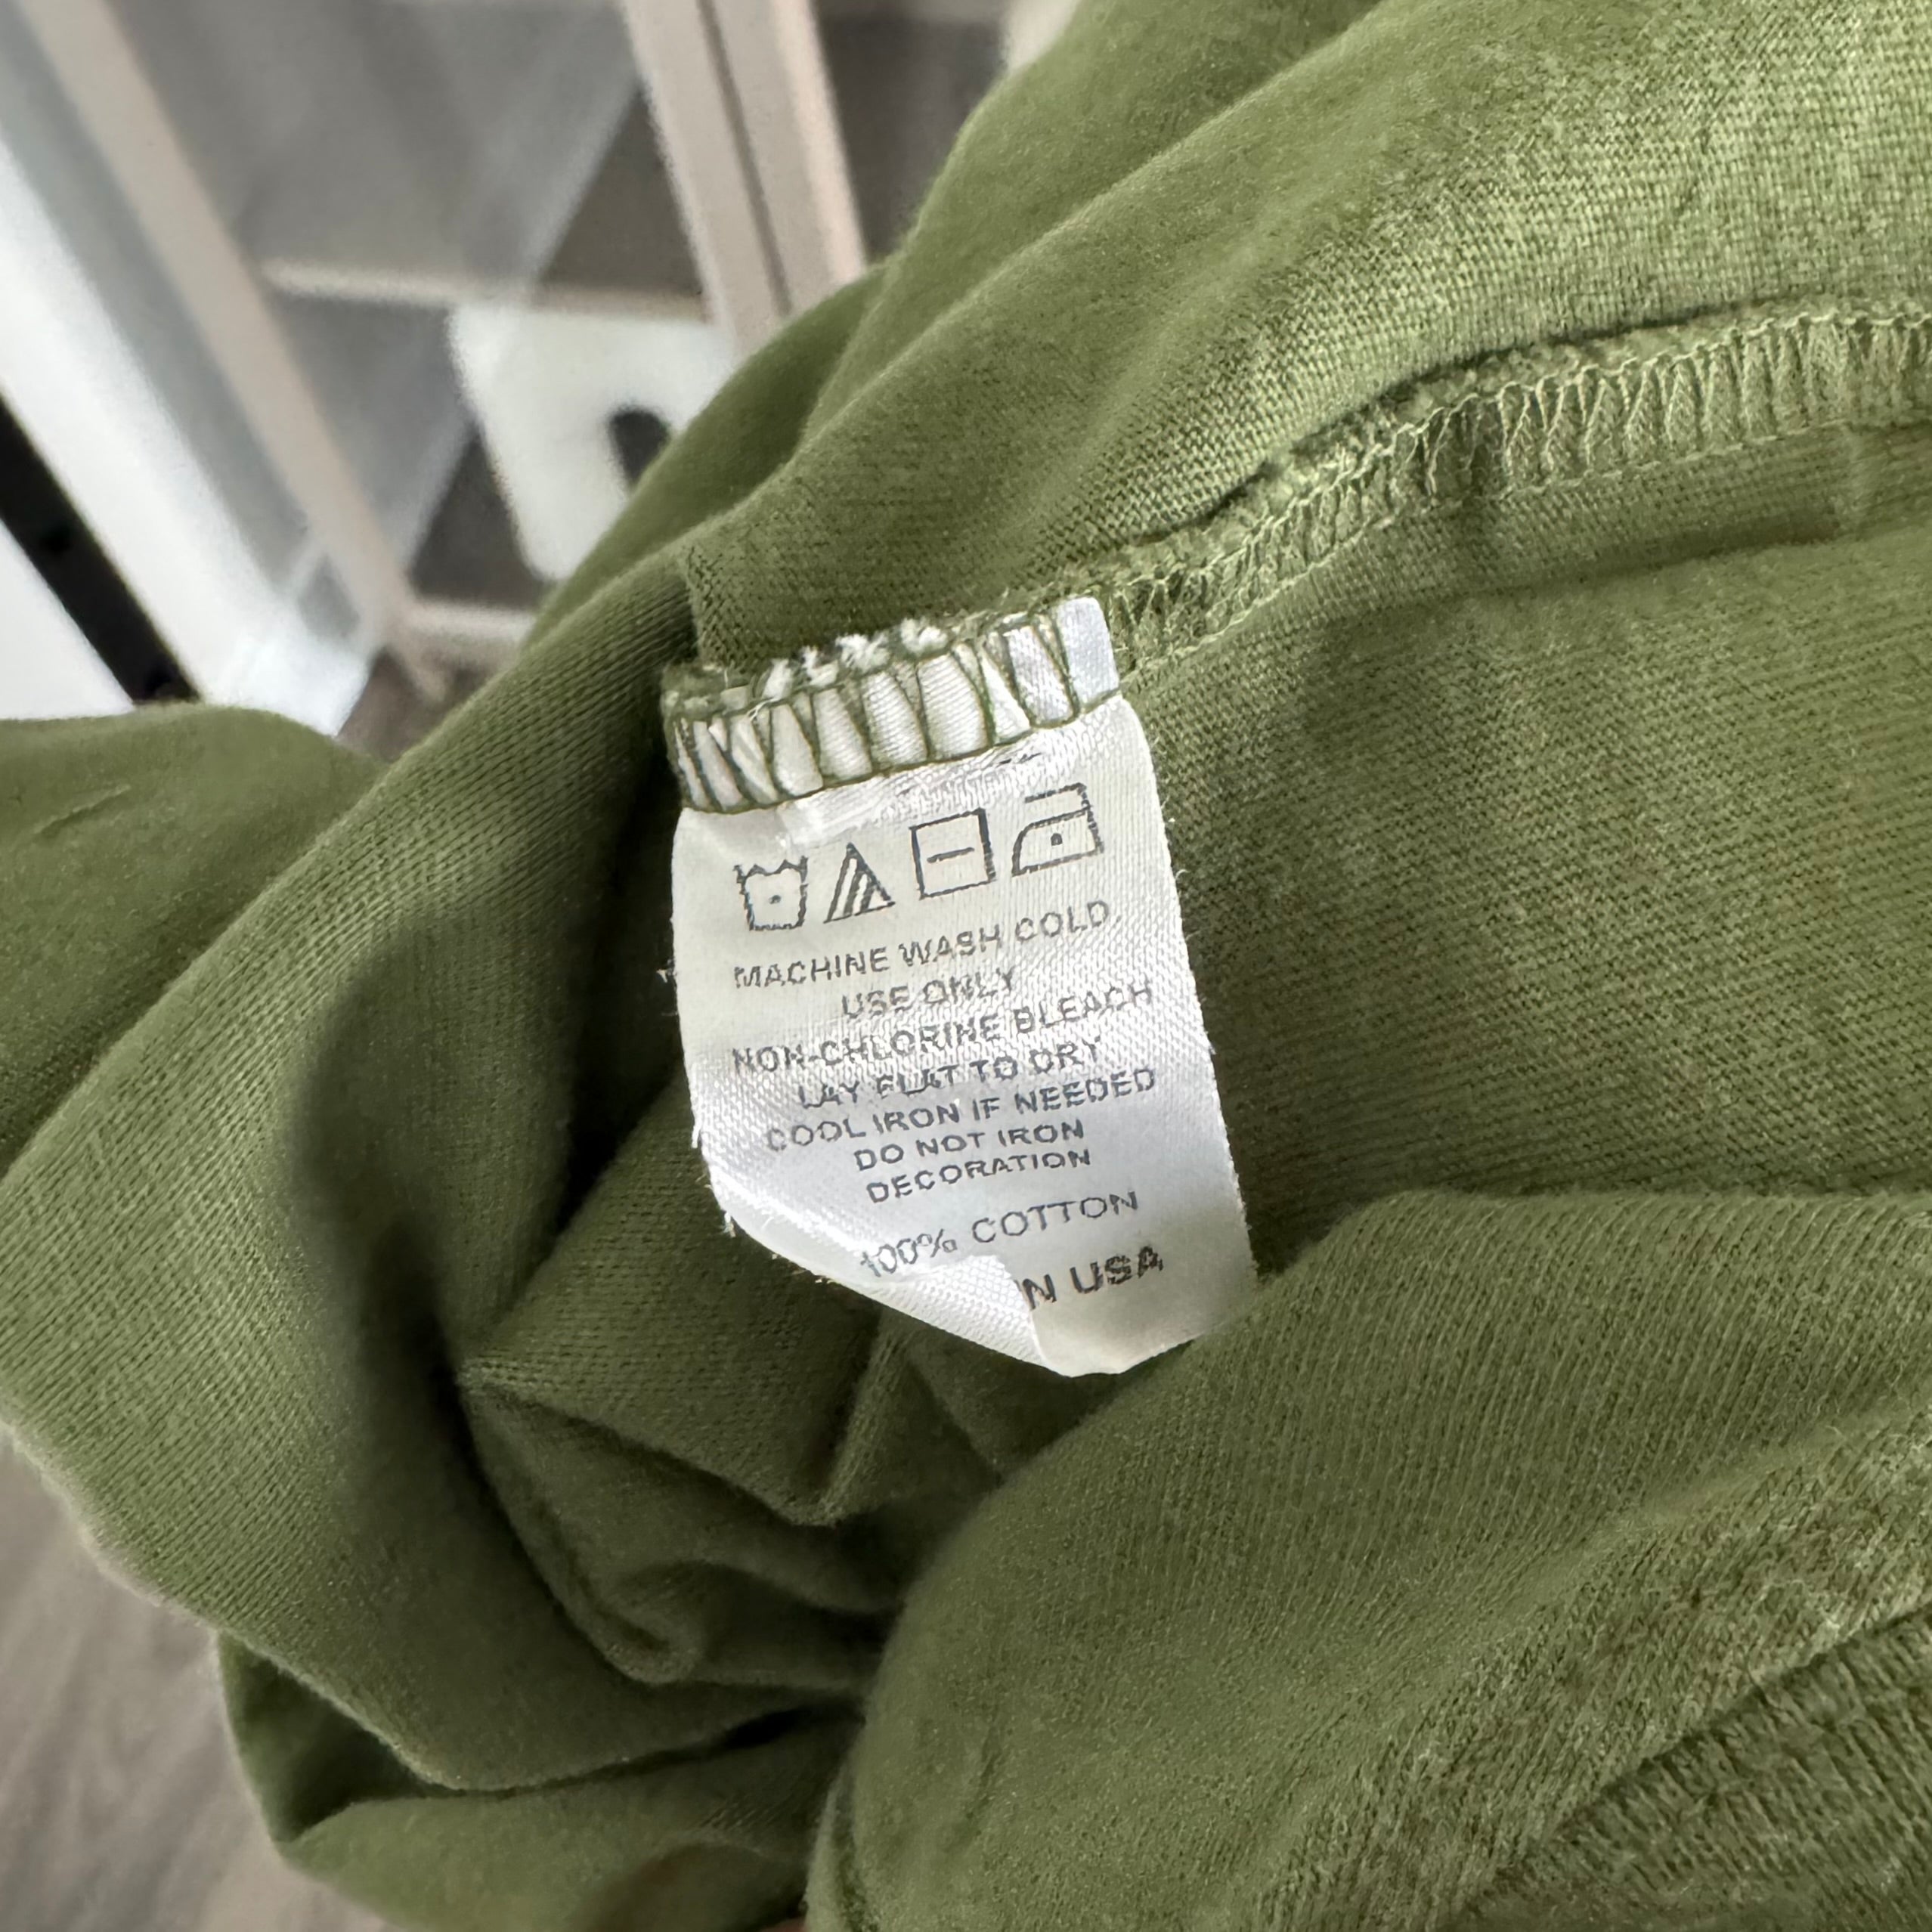 MACHINE WASH COLD,
USE ONLY
NON-CHLORINE BLEACH
LAY FLAT TO DRY
COOL IRON IF NEEDED
DO NOT IRON
DECORATION
100% COTTON
IN USA